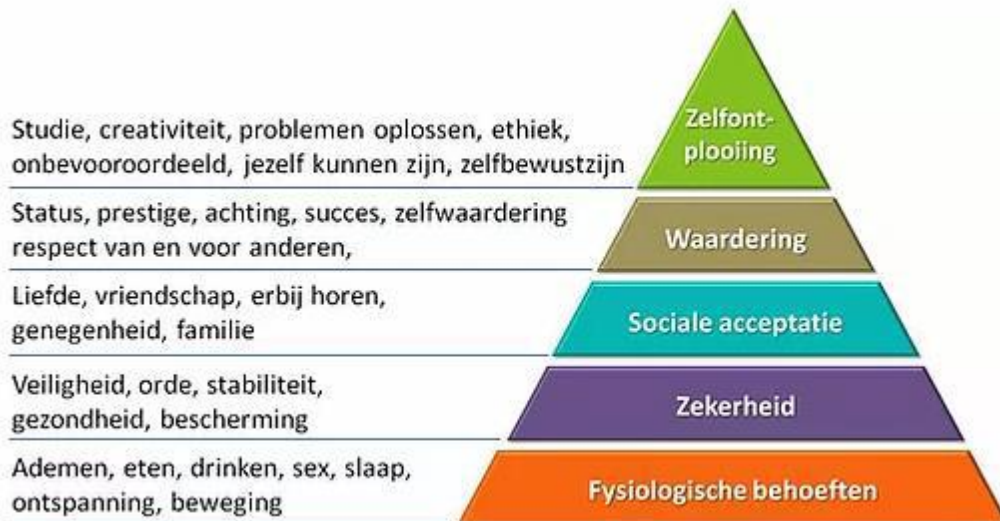 Studie, creativiteit, problemen oplossen, ethiek,
onbevooroordeeld, jezelf kunnen zijn, zelfbewustzijn
Zelfont-
plooiing
Status, prestige, achting, succes, zelfwaardering
respect van en voor anderen,
Waardering
Liefde, vriendschap, erbij horen,
genegenheid, familie
Sociale acceptatie
Veiligheid, orde, stabiliteit,
gezondheid, bescherming
Zekerheid
Ademen, eten, drinken, sex, slaap,
ontspanning, beweging
Fysiologische behoeften